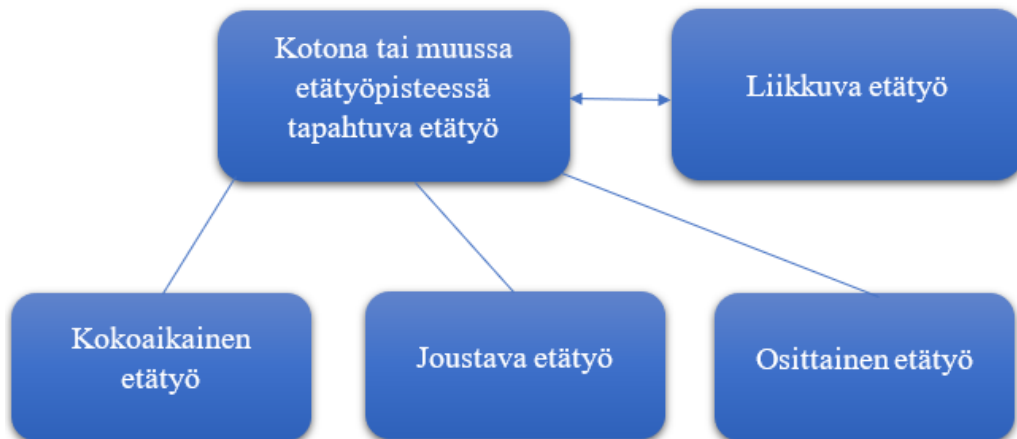 Kotona tai muussa
etätyöpisteessä
tapahtuva etätyö
Liikkuva etätyö
Kokoaikainen
etätyö
Joustava etätyö
Osittainen etätyö